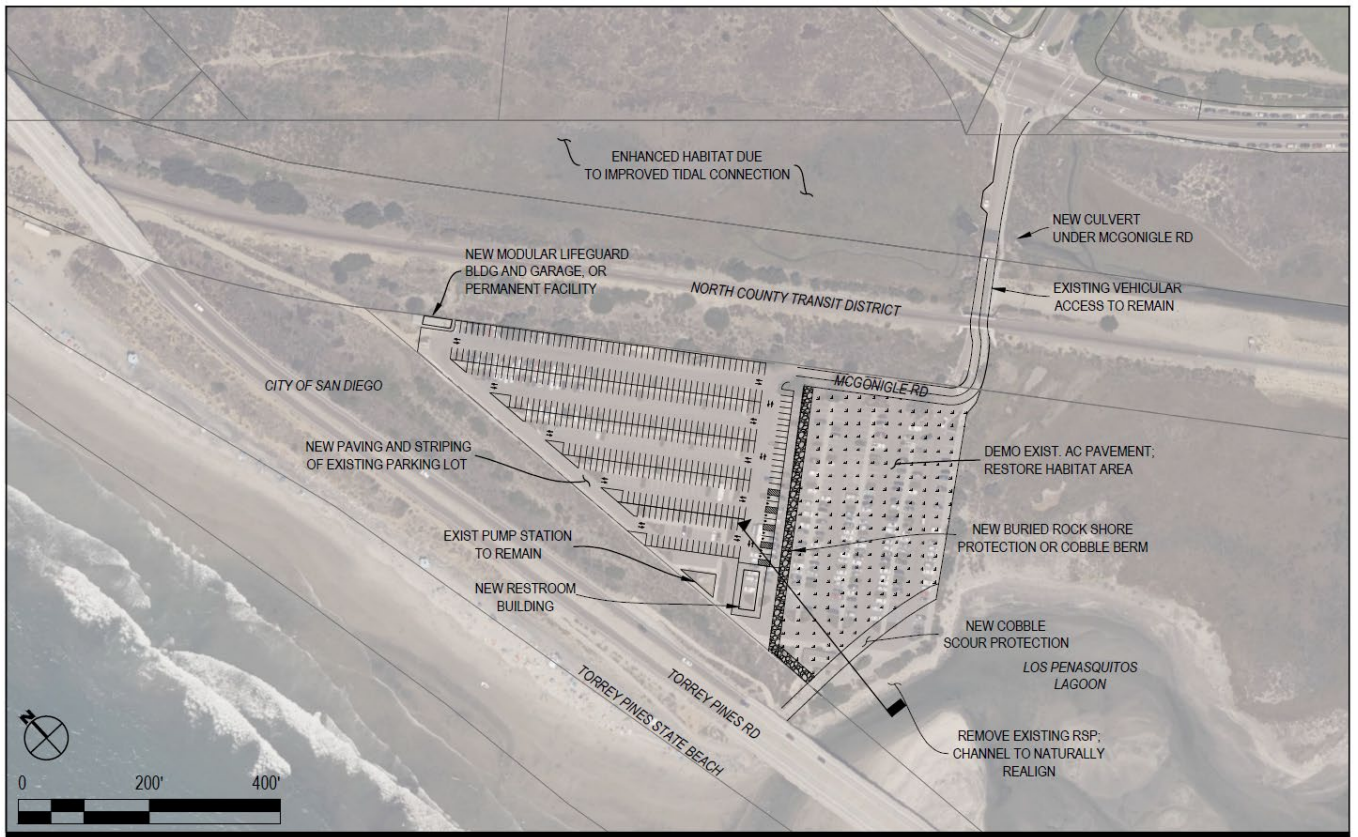 ENHANCED HABITAT DUE
TO IMPROVED TIDAL CONNECTION
NEW CULVERT
UNDER MCGONIGLE RD
NEW MODULAR LIFEGUARD
BLDG AND GARAGE, OR
PERMANENT FACILITY
NORTH COUNTY TRANSIT DISTRICT
EXISTING VEHICULAR
ACCESS TO REMAIN
CITY OF SAN DIEGO
MCGONIGLE RD
NEW PAVING AND STRIPING
OF EXISTING PARKING LOT
DEMO EXIST. AC PAVEMENT;
RESTORE HABITAT AREA
EXIST PUMP STATION
TO REMAIN
NEW BURIED ROCK SHORE
PROTECTION OR COBBLE BERM
NEW RESTROOM
BUILDING
NEW COBBLE
SCOUR PROTECTION
LOS PENASQUITOS
LAGOON
TORREY PINES RD
TORREY PINES STATE BEACH
REMOVE EXISTING RSP;
CHANNEL TO NATURALLY
REALIGN
N
0 200' 400'